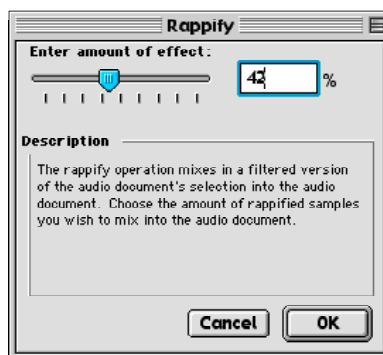 Rappify
Enter amount of effect:
42 %
Description
The rappify operation mixes in a filtered version
of the audio document's selection into the audio
document. Choose the amount of rappified samples
you wish to mix into the audio document.
Cancel OK